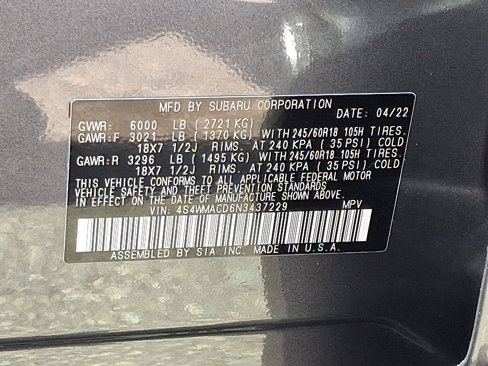 MFD BY SUBARU CORPORATION
DATE: 04/22
GVWR: 6000 LB ( 2721 KG)
GAWR:F 3021 LB ( 1370 KG) WITH 245/60R18 105H TIRES.
18X7 1/2J RIMS. AT 240 KPA ( 35 PSI) COLD
GAWR:R 3296 LB ( 1495 KG) WITH 245/60R18 105H TIRES.
18X7 1/2J RIMS. AT 240 KPA ( 35 PSI) COLD
THIS VEHICLE CONFORMS TO ALL APPLICABLE FEDERAL MOTOR
VEHICLE SAFETY AND THEFT PREVENTION STANDARDS
IN EFFECT ON THE DATE OF MANUFACTURE SHOWN ABOVE.
VIN: 4S4WMACD6N3437229 MPV
ASSEMBLED BY SIA INC. MADE IN U.S.A.